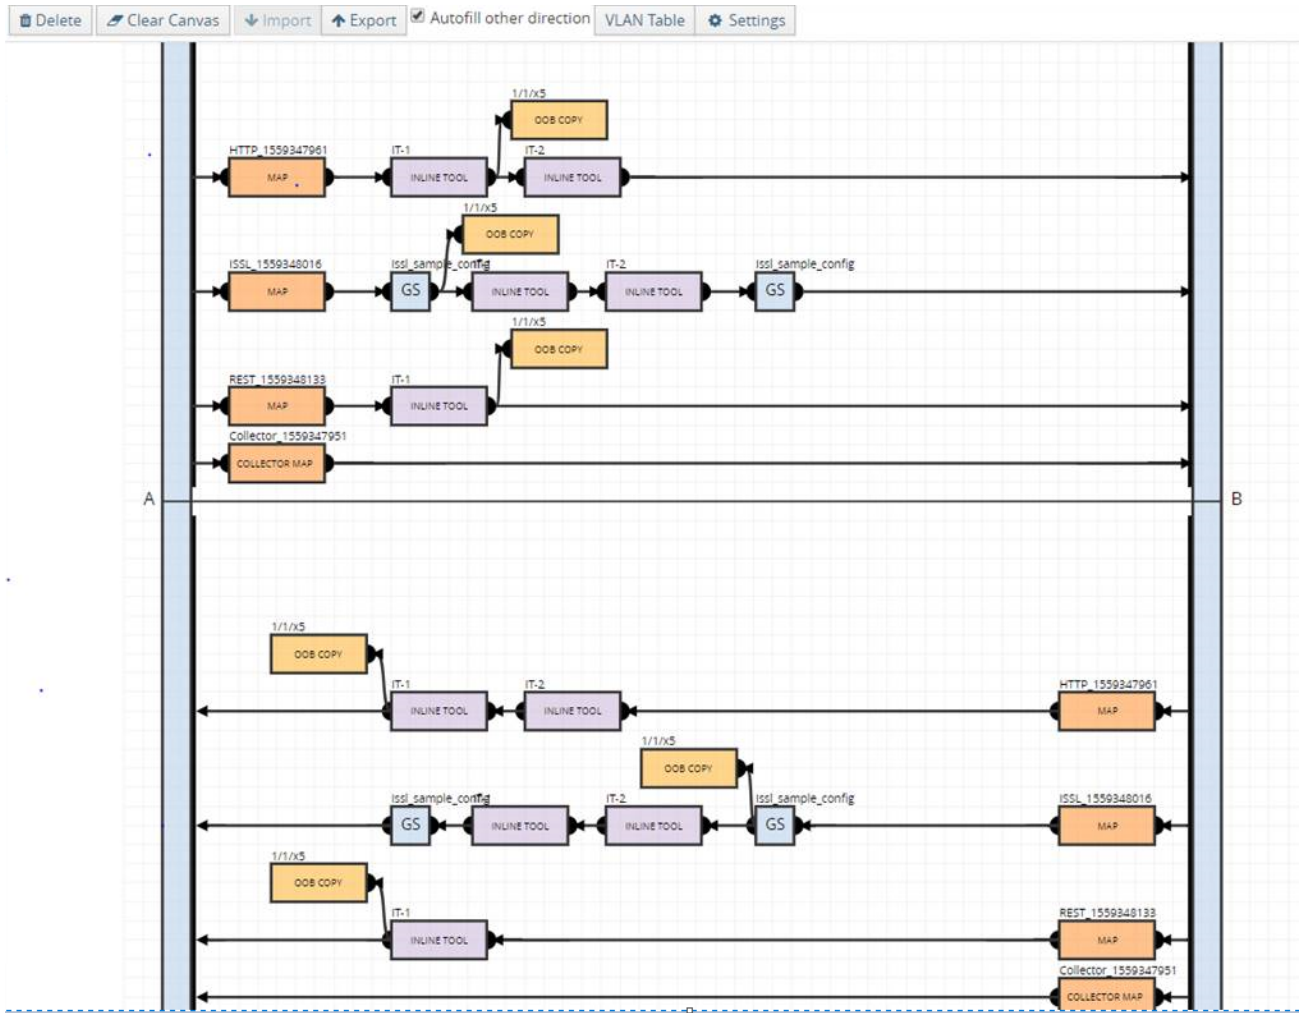 Delete Clear Canvas Import Export Autofill other direction VLAN Table Settings
1/1/x5
OOB COPY
HTTP_1559347961 IT-1 IT-2
MAP INLINE TOOL INLINE TOOL
1/1/x5
OOB COPY
ISSL_1559348016 issl_sample_config IT-2 issl_sample_config
MAP GS INLINE TOOL INLINE TOOL GS
1/1/x5
OOB COPY
REST_1559348133 IT-1
MAP INLINE TOOL
Collector_1559347951
COLLECTOR MAP
A B
1/1/x5
OOB COPY
IT-1 IT-2 HTTP_1559347961
INLINE TOOL INLINE TOOL MAP
1/1/x5
OOB COPY
issl_sample_config IT-2 issl_sample_config ISSL_1559348016
GS INLINE TOOL INLINE TOOL GS MAP
1/1/x5
OOB COPY
IT-1 REST_1559348133
INLINE TOOL MAP
Collector_1559347951
COLLECTOR MAP